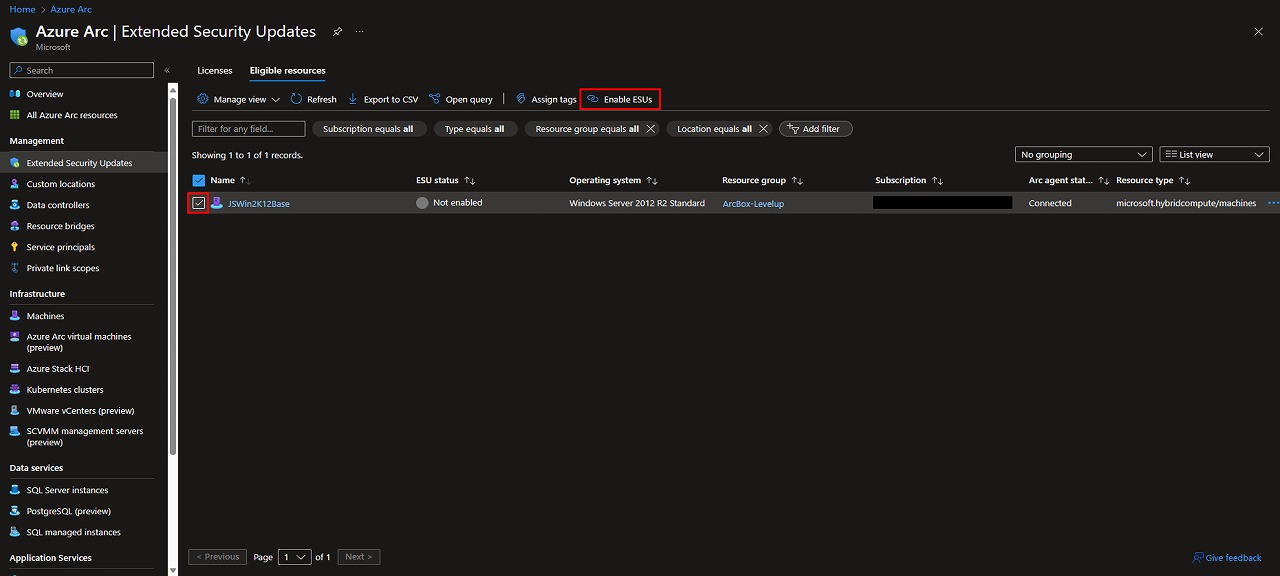 Home > Azure Arc
Azure Arc | Extended Security Updates
Microsoft
Search
«
Overview
All Azure Arc resources
Management
Extended Security Updates
Custom locations
Data controllers
Resource bridges
Service principals
Private link scopes
Infrastructure
Machines
Azure Arc virtual machines
(preview)
Azure Stack HCI
Kubernetes clusters
VMware vCenters (preview)
SCVMM management servers
(preview)
Data services
SQL Server instances
PostgreSQL (preview)
SQL managed instances
Application Services
Licenses Eligible resources
Manage view Refresh Export to CSV Open query Assign tags Enable ESUs
Filter for any field... Subscription equals all Type equals all Resource group equals all Location equals all Add filter
Showing 1 to 1 of 1 records.
No grouping List view
Name ESU status Operating system Resource group Subscription Arc agent stat... Resource type
JSWin2K12Base Not enabled Windows Server 2012 R2 Standard ArcBox-Levelup Connected microsoft.hybridcompute/machines
< Previous Page 1 of 1 Next >
Give feedback